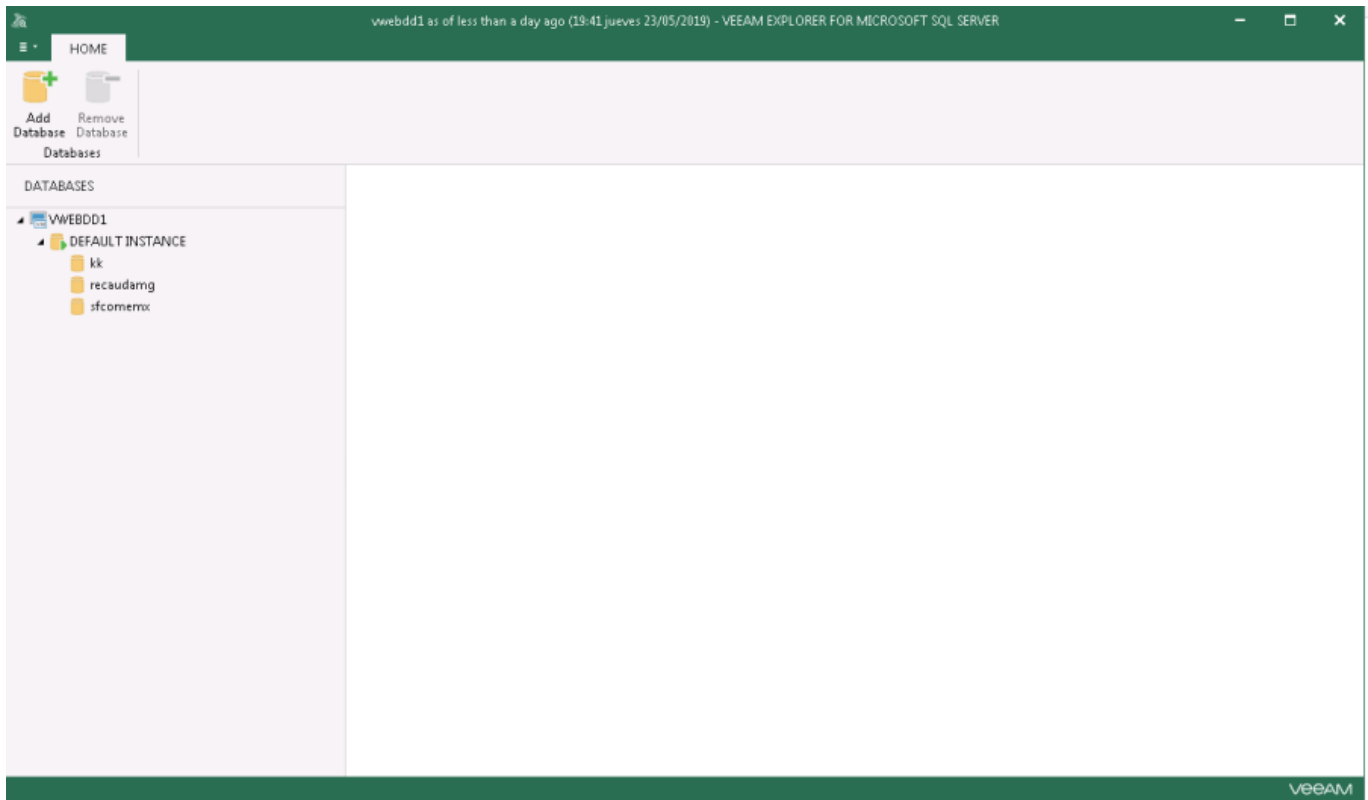 vwebdd1 as of less than a day ago (19:41 jueves 23/05/2019) - VEEAM EXPLORER FOR MICROSOFT SQL SERVER
HOME
Add Database
Remove Database
Databases
DATABASES
VWEBDD1
DEFAULT INSTANCE
kk
recaudamg
sfcomemx
veeam